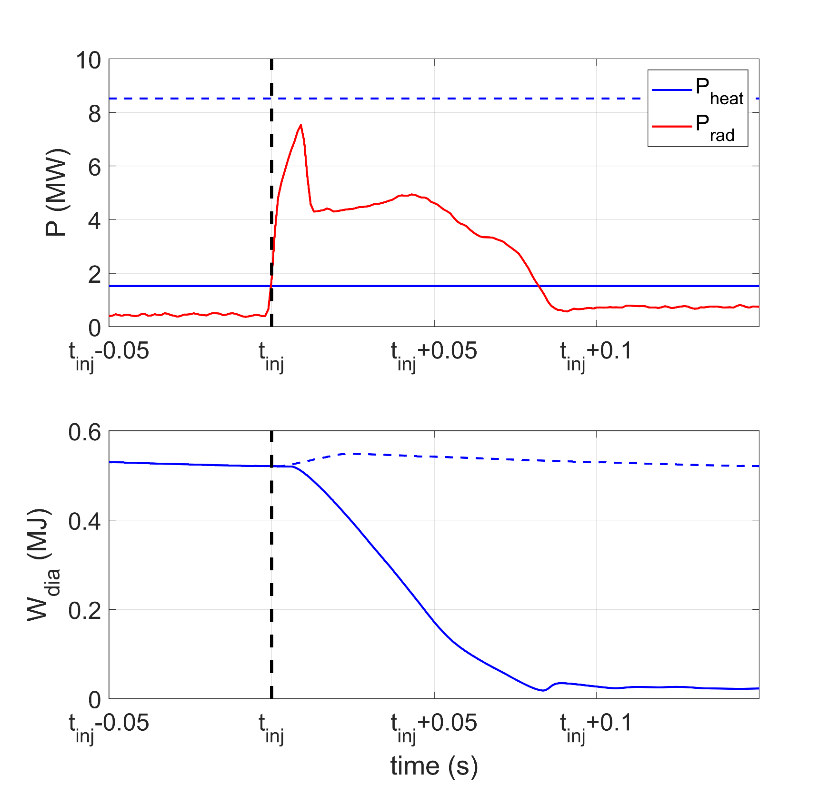 10
8
6
4
2
0
P (MW)
P_heat
P_rad
t_inj-0.05
t_inj
t_inj+0.05
t_inj+0.1
0.6
0.4
0.2
0
W_dia (MJ)
t_inj-0.05
t_inj
t_inj+0.05
t_inj+0.1
time (s)